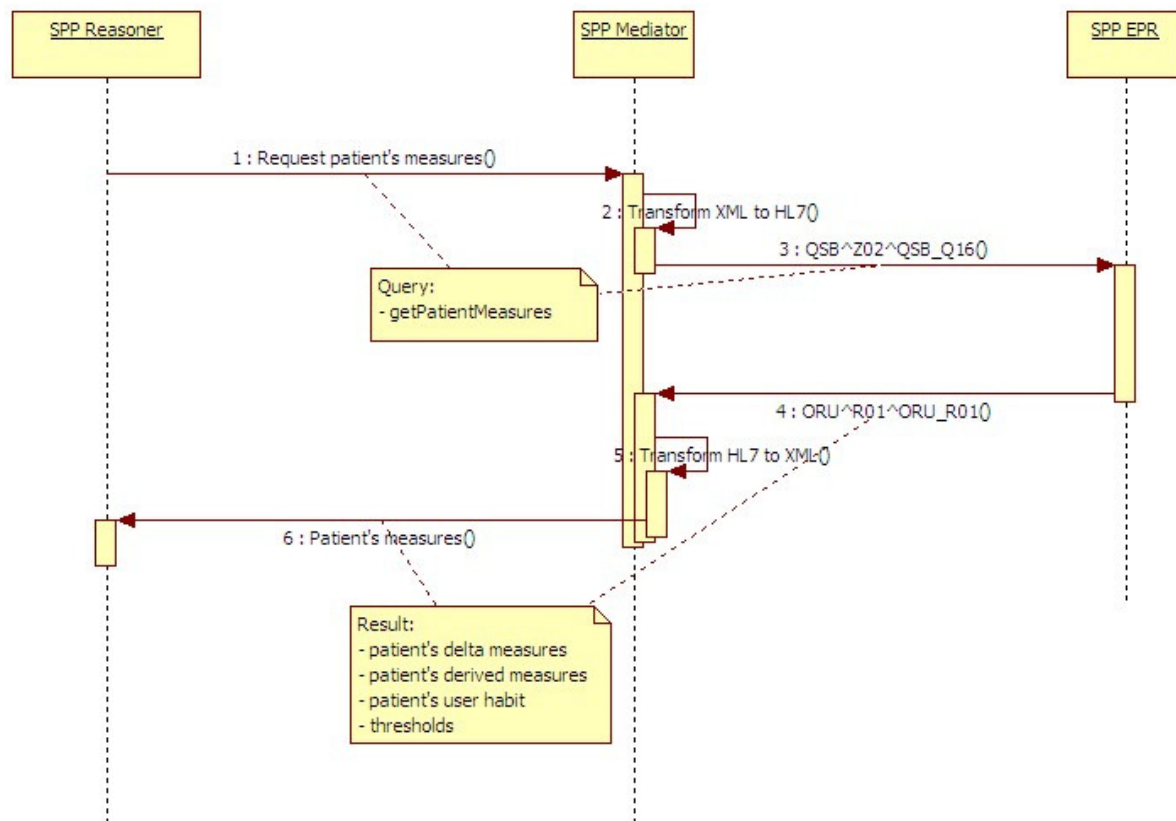 SPP Reasoner
SPP Mediator
SPP EPR
1 : Request patient's measures()
2 : Transform XML to HL7()
3 : QSB^Z02^QSB_Q16()
Query:
- getPatientMeasures
4 : ORU^R01^ORU_R01()
5 : Transform HL7 to XML()
6 : Patient's measures()
Result:
- patient's delta measures
- patient's derived measures
- patient's user habit
- thresholds